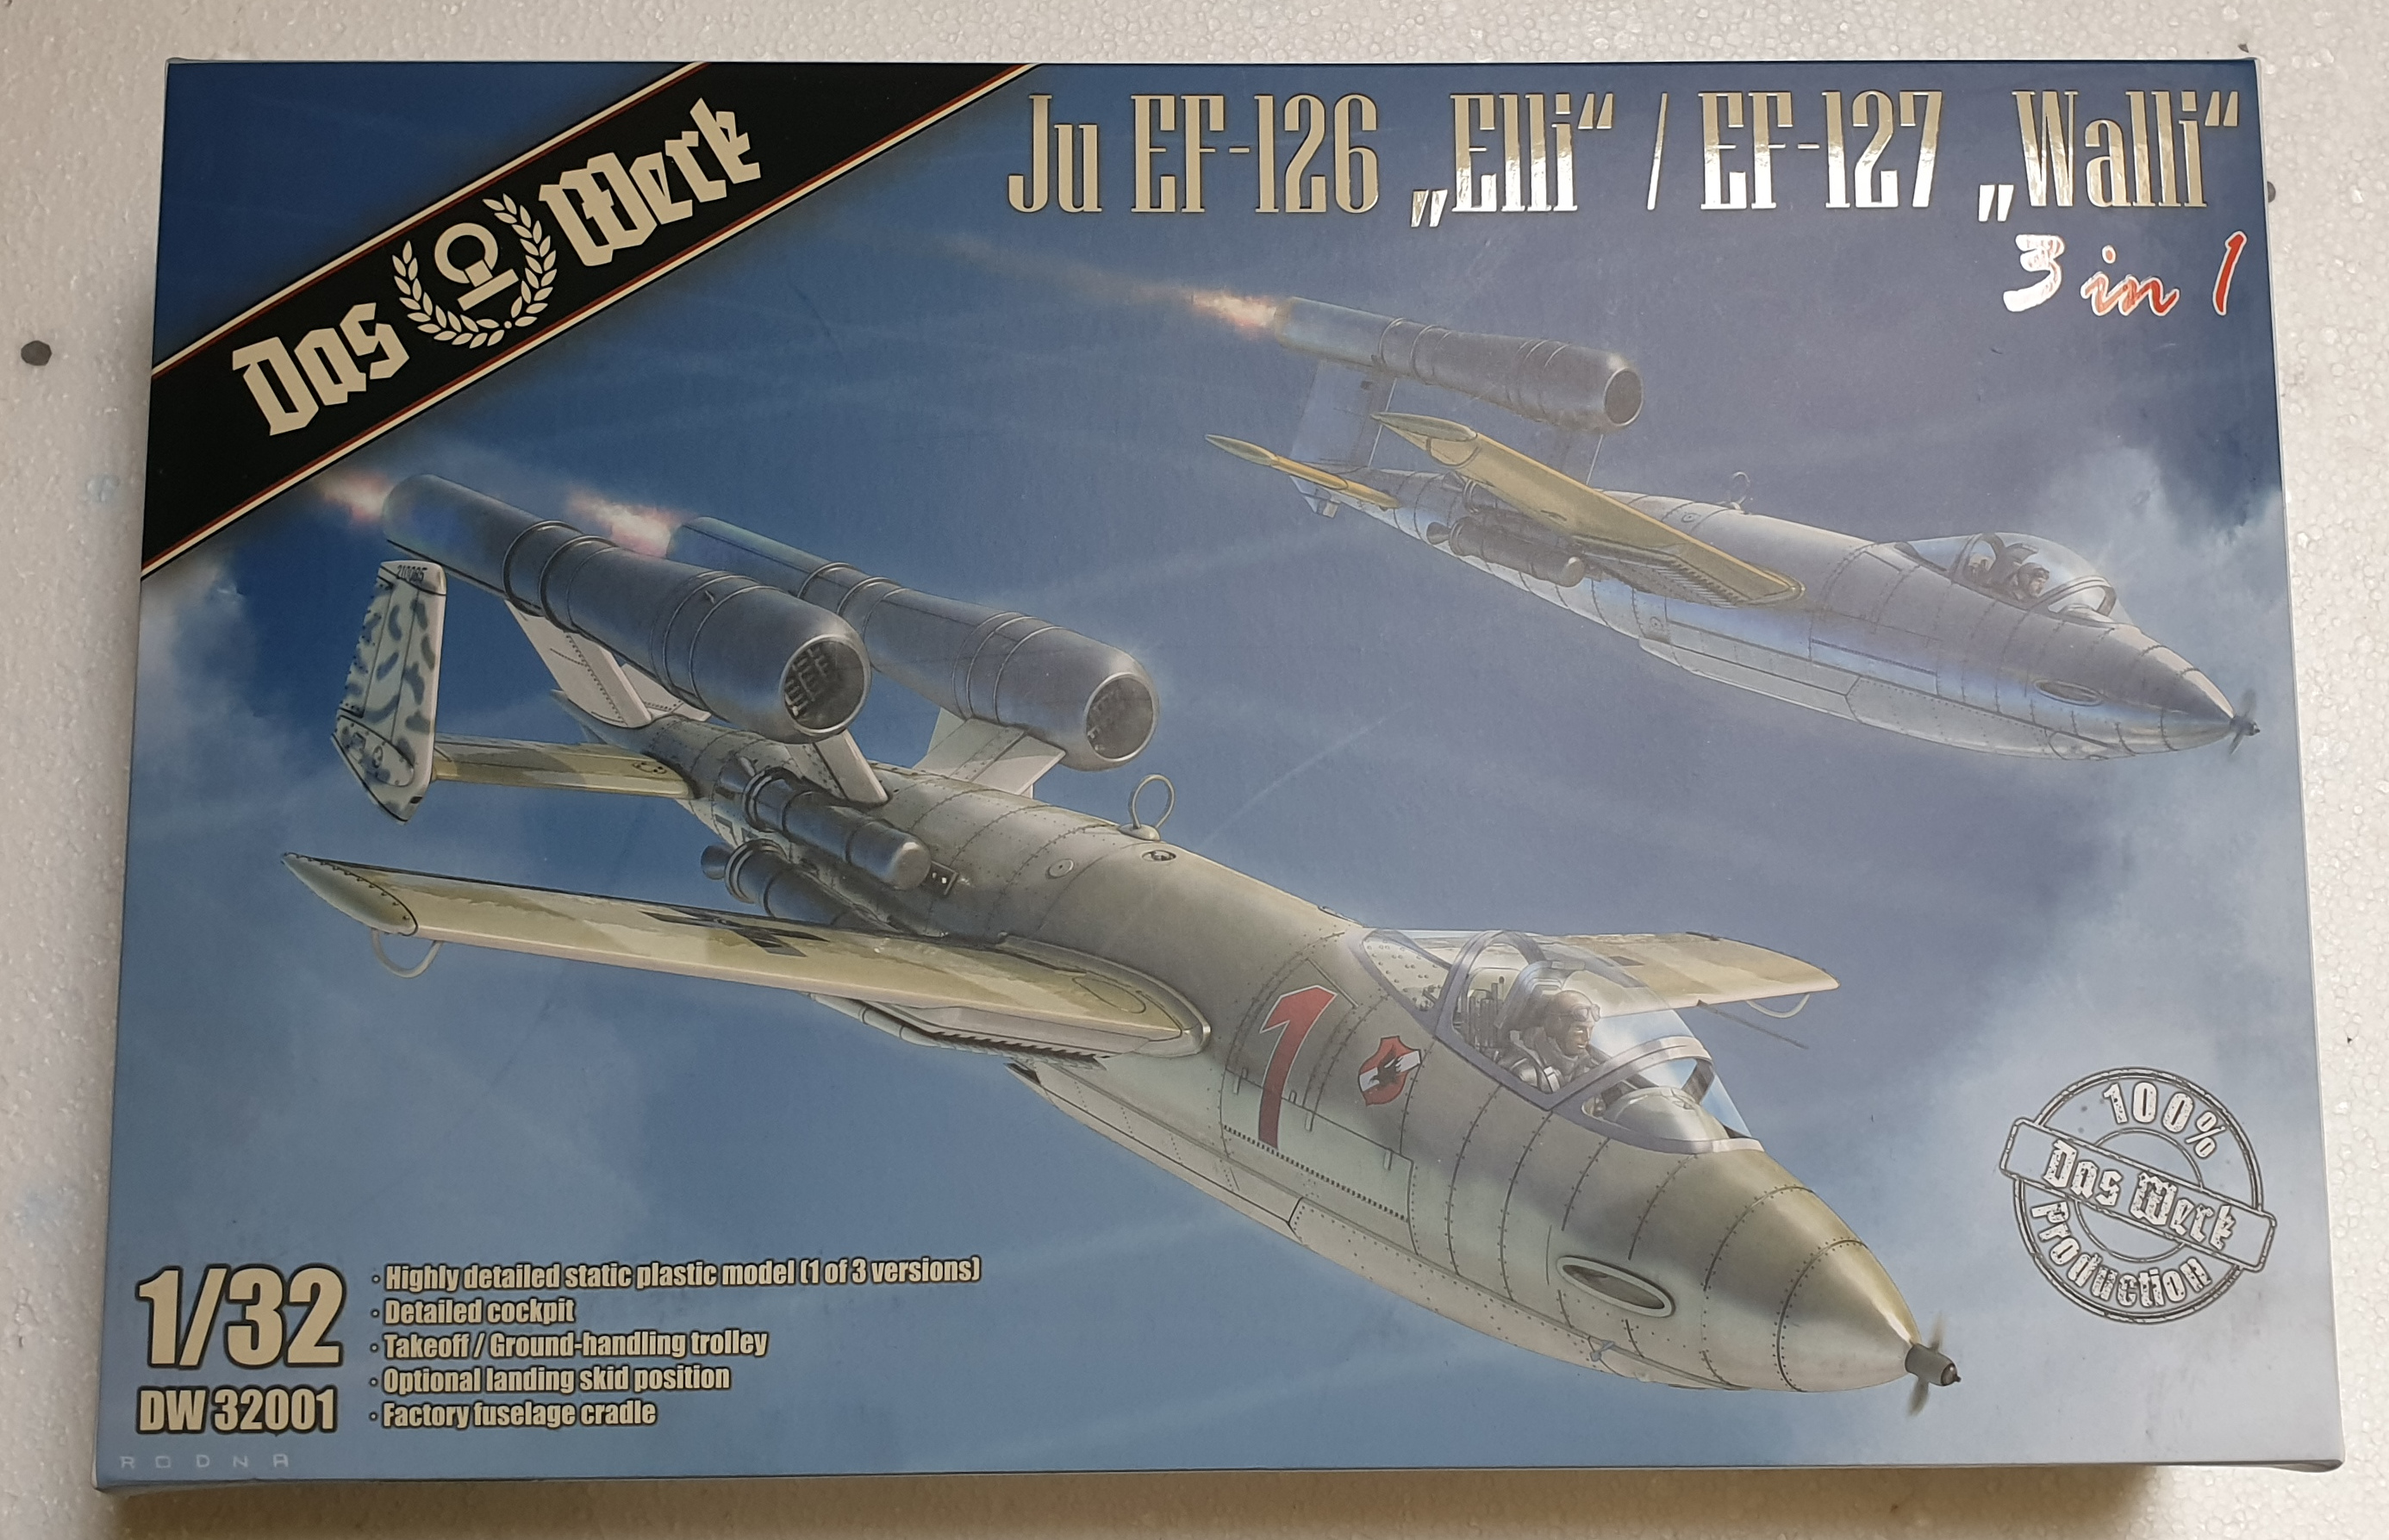 Das Werk
Ju EF-126 „Elli“ / EF-127 „Walli“
3 in 1
210065
1
100%
Das Werk
Production
1/32
DW 32001
· Highly detailed static plastic model (1 of 3 versions)
· Detailed cockpit
· Takeoff / Ground-handling trolley
· Optional landing skid position
· Factory fuselage cradle
RODNA